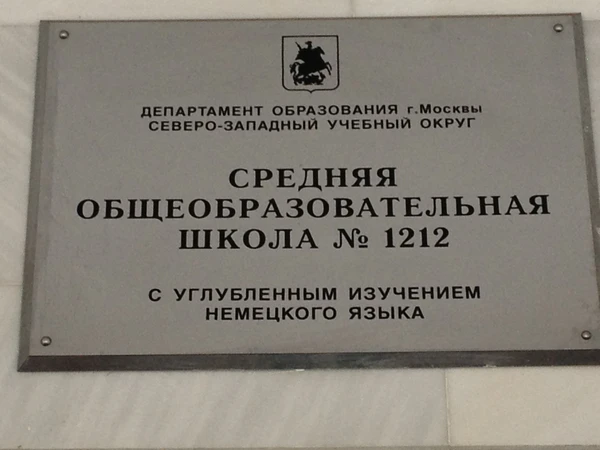 ДЕПАРТАМЕНТ ОБРАЗОВАНИЯ г.Москвы
СЕВЕРО-ЗАПАДНЫЙ УЧЕБНЫЙ ОКРУГ
СРЕДНЯЯ
ОБЩЕОБРАЗОВАТЕЛЬНАЯ
ШКОЛА № 1212
С УГЛУБЛЕННЫМ ИЗУЧЕНИЕМ
НЕМЕЦКОГО ЯЗЫКА